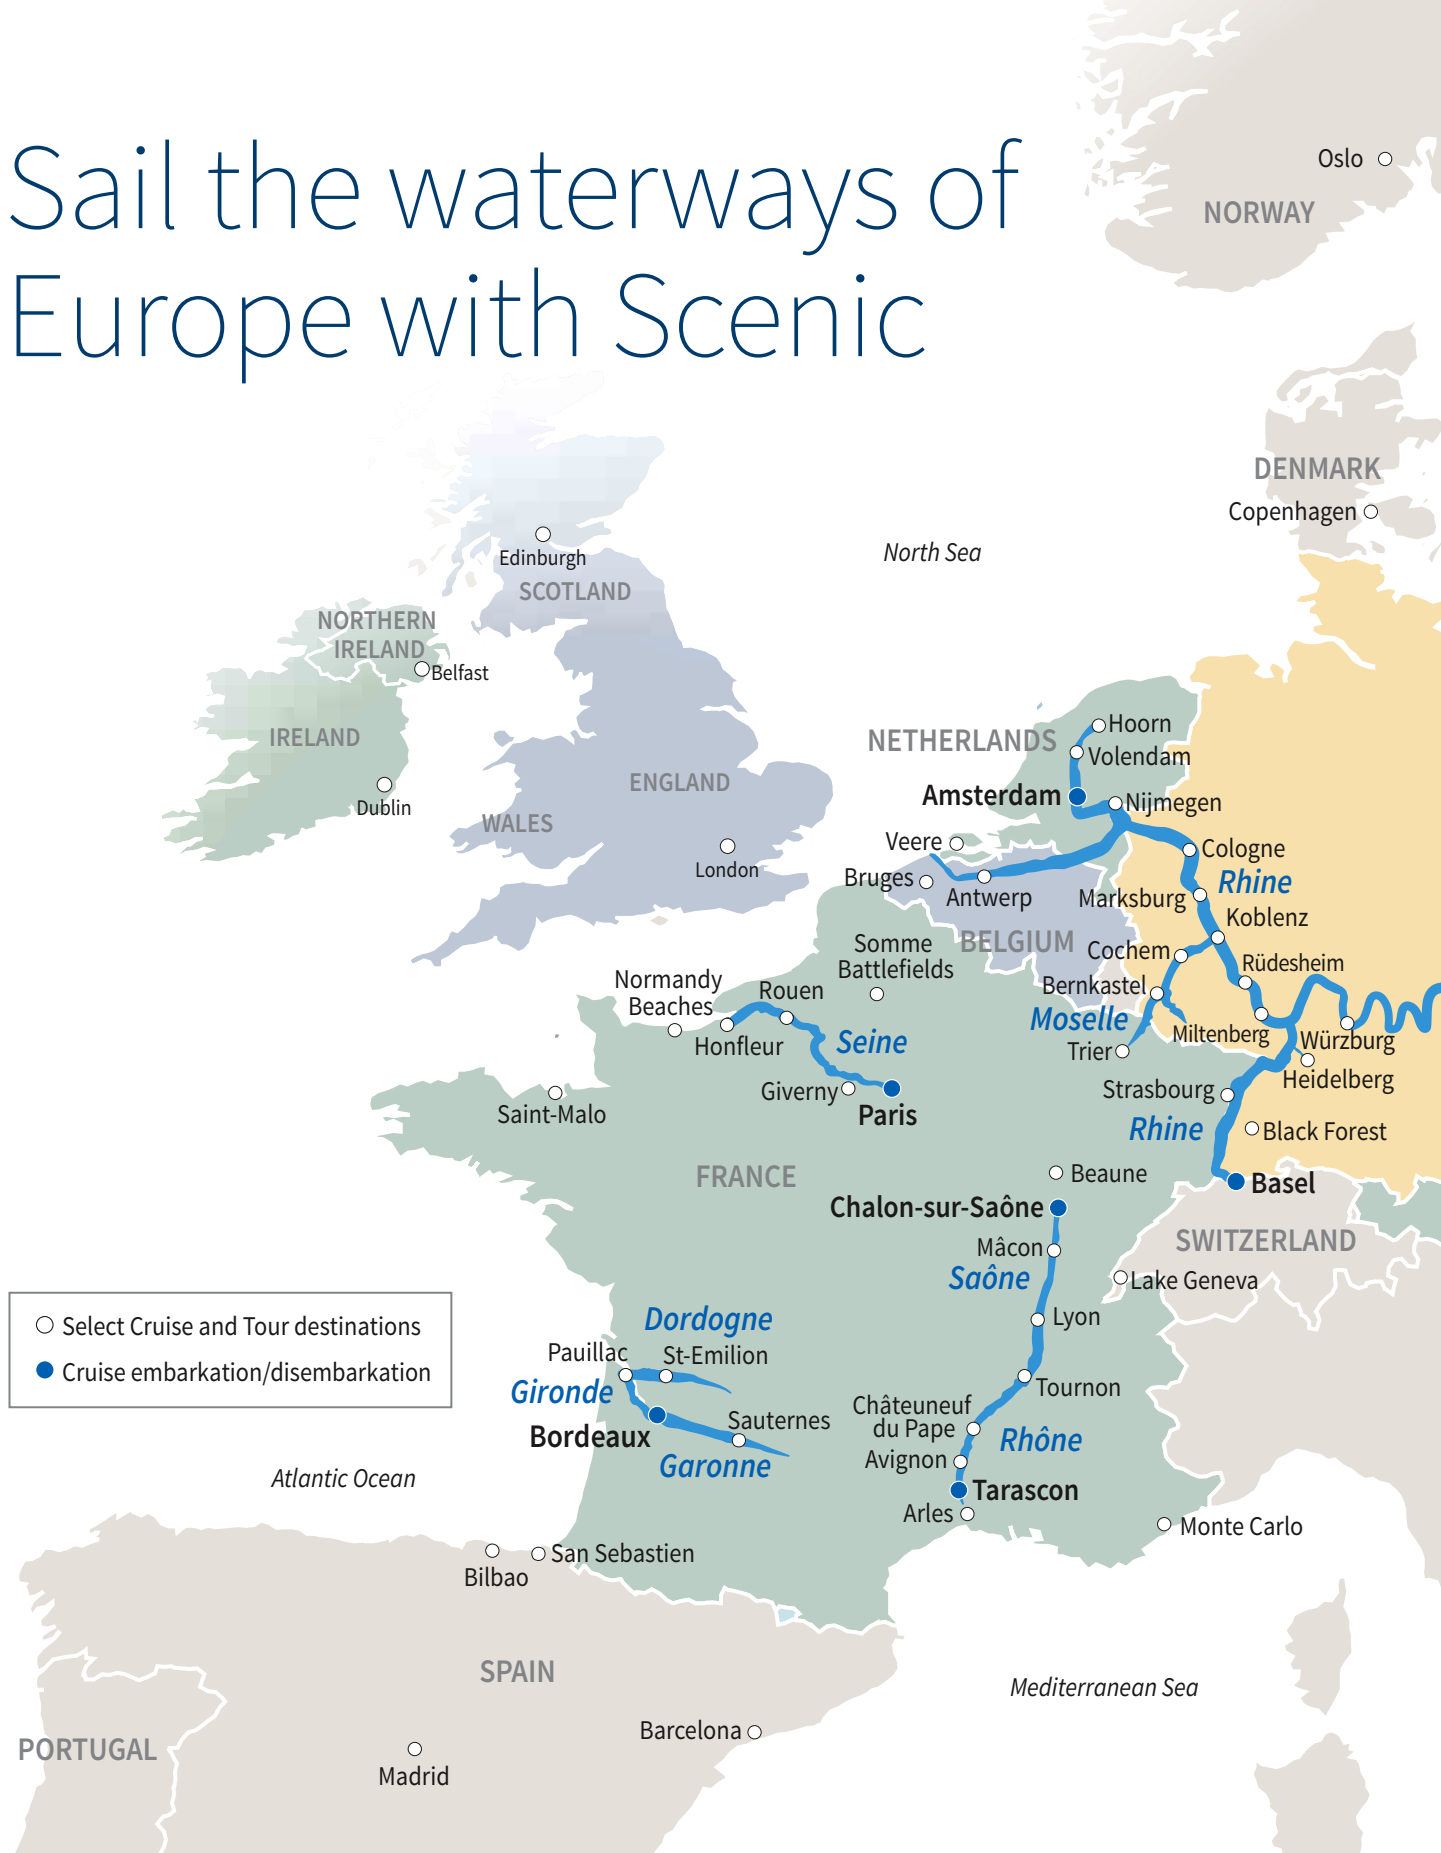 Sail the waterways of
Europe with Scenic
Oslo
NORWAY
DENMARK
Copenhagen
North Sea
Edinburgh
SCOTLAND
NORTHERN
IRELAND
Belfast
IRELAND
Dublin
ENGLAND
WALES
London
NETHERLANDS
Hoorn
Volendam
Amsterdam
Nijmegen
Veere
Cologne
Rhine
Bruges
Antwerp
Marksburg
Koblenz
BELGIUM
Cochem
Somme
Battlefields
Rüdesheim
Bernkastel
Normandy
Beaches
Rouen
Moselle
Miltenberg
Würzburg
Honfleur
Seine
Trier
Heidelberg
Giverny
Strasbourg
Saint-Malo
Paris
Rhine
Black Forest
FRANCE
Beaune
Basel
Chalon-sur-Saône
SWITZERLAND
Mâcon
Saône
Lake Geneva
Lyon
Select Cruise and Tour destinations
Cruise embarkation/disembarkation
Dordogne
Pauillac
St-Emilion
Gironde
Tournon
Châteuneuf
du Pape
Sauternes
Bordeaux
Rhône
Garonne
Avignon
Atlantic Ocean
Tarascon
Arles
Monte Carlo
San Sebastien
Bilbao
SPAIN
Mediterranean Sea
Barcelona
PORTUGAL
Madrid